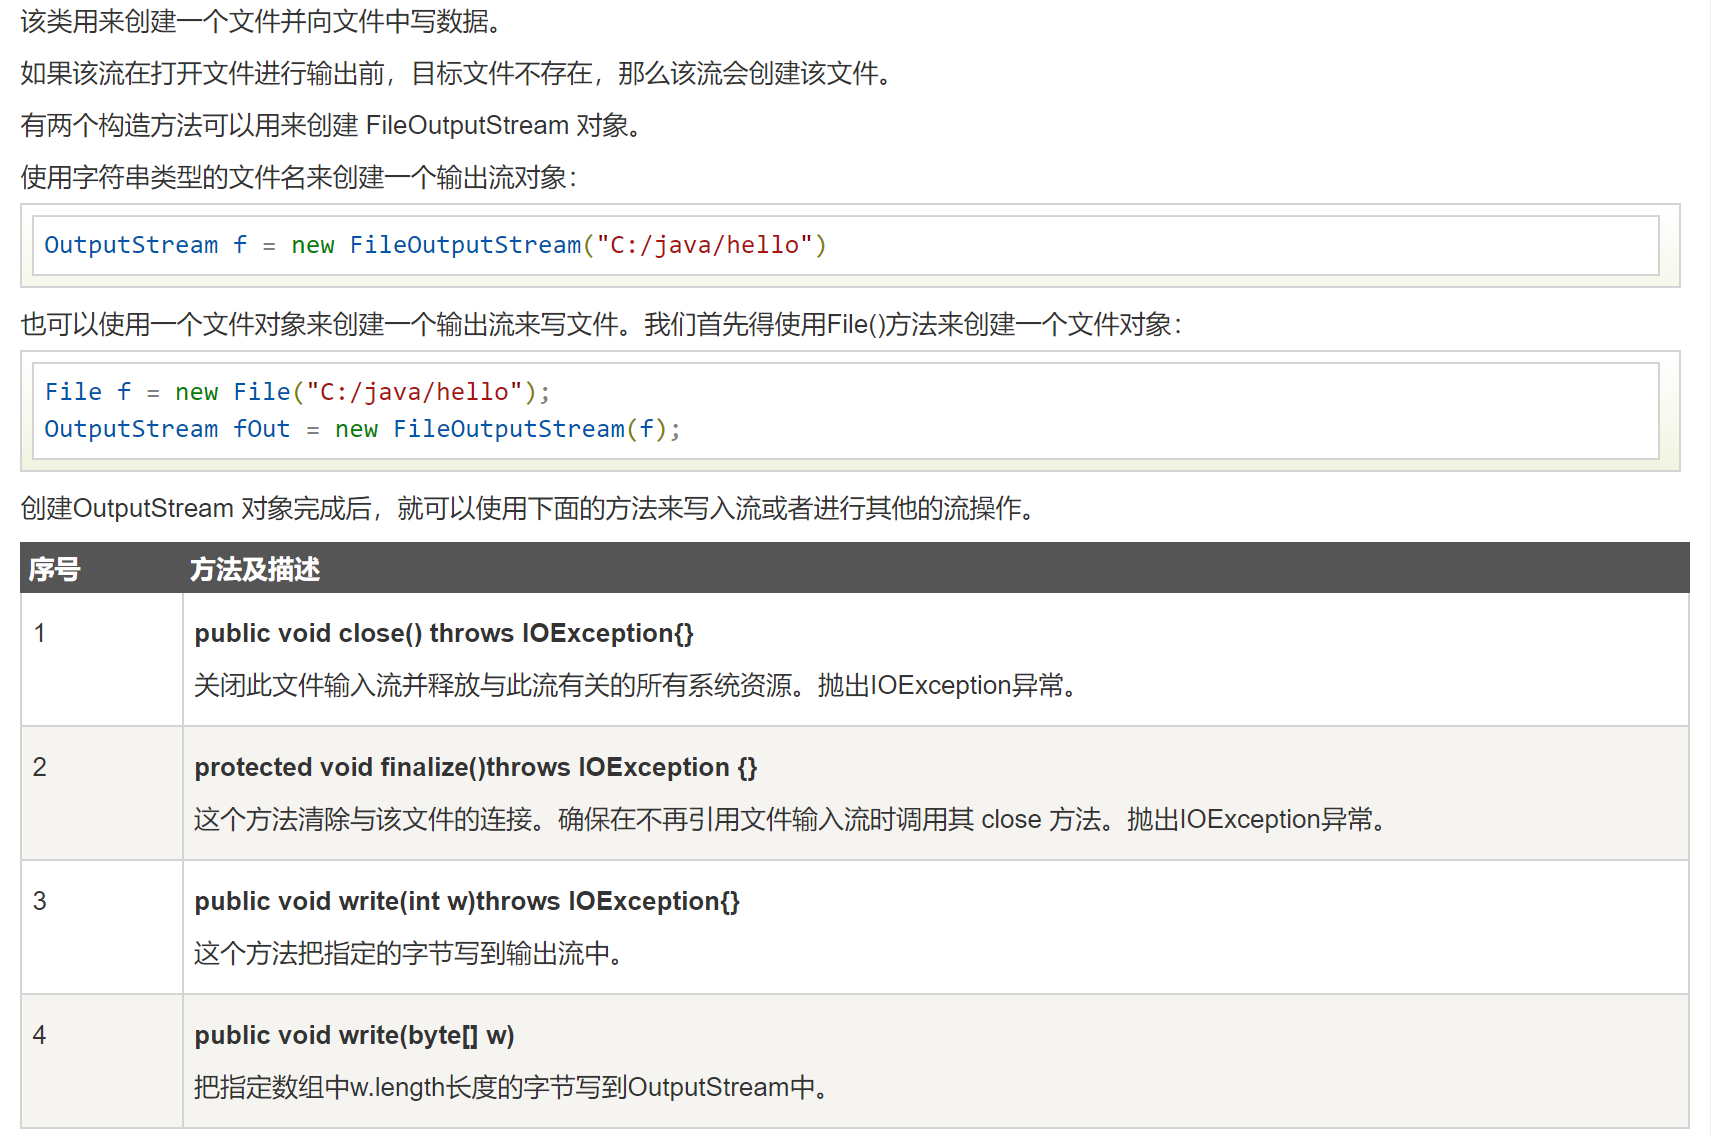 该类用来创建一个文件并向文件中写数据。
如果该流在打开文件进行输出前，目标文件不存在，那么该流会创建该文件。
有两个构造方法可以用来创建 FileOutputStream 对象。
使用字符串类型的文件名来创建一个输出流对象：
OutputStream f = new FileOutputStream("C:/java/hello")
也可以使用一个文件对象来创建一个输出流来写文件。我们首先得使用File()方法来创建一个文件对象：
File f = new File("C:/java/hello");
OutputStream fOut = new FileOutputStream(f);
创建OutputStream 对象完成后，就可以使用下面的方法来写入流或者进行其他的流操作。
序号 方法及描述
1 public void close() throws IOException{}
关闭此文件输入流并释放与此流有关的所有系统资源。抛出IOException异常。
2 protected void finalize()throws IOException {}
这个方法清除与该文件的连接。确保在不再引用文件输入流时调用其 close 方法。抛出IOException异常。
3 public void write(int w)throws IOException{}
这个方法把指定的字节写到输出流中。
4 public void write(byte[] w)
把指定数组中w.length长度的字节写到OutputStream中。